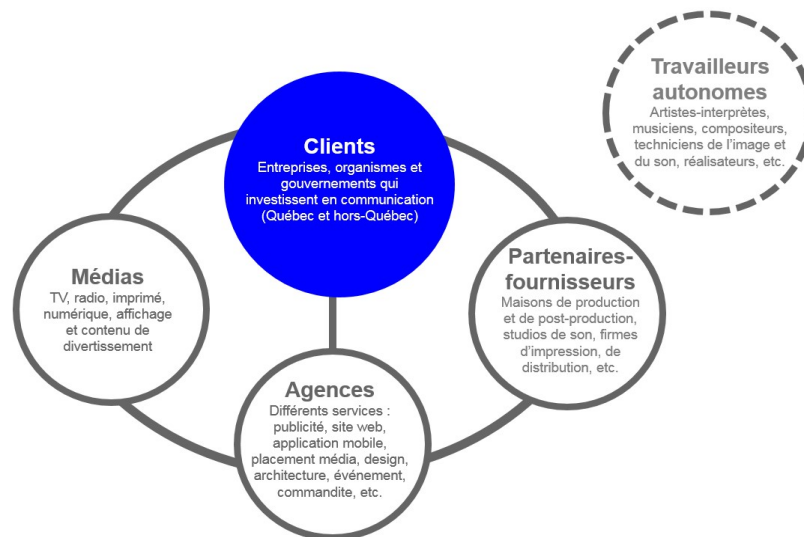 Travailleurs
autonomes
Artistes-interprètes,
musiciens, compositeurs,
techniciens de l'image et
du son, réalisateurs, etc.
Clients
Entreprises, organismes et
gouvernements qui
investissent en communication
(Québec et hors-Québec)
Médias
TV, radio, imprimé,
numérique, affichage
et contenu de
divertissement
Partenaires-
fournisseurs
Maisons de production
et de post-production,
studios de son, firmes
d'impression, de
distribution, etc.
Agences
Différents services :
publicité, site web,
application mobile,
placement média, design,
architecture, événement,
commandite, etc.